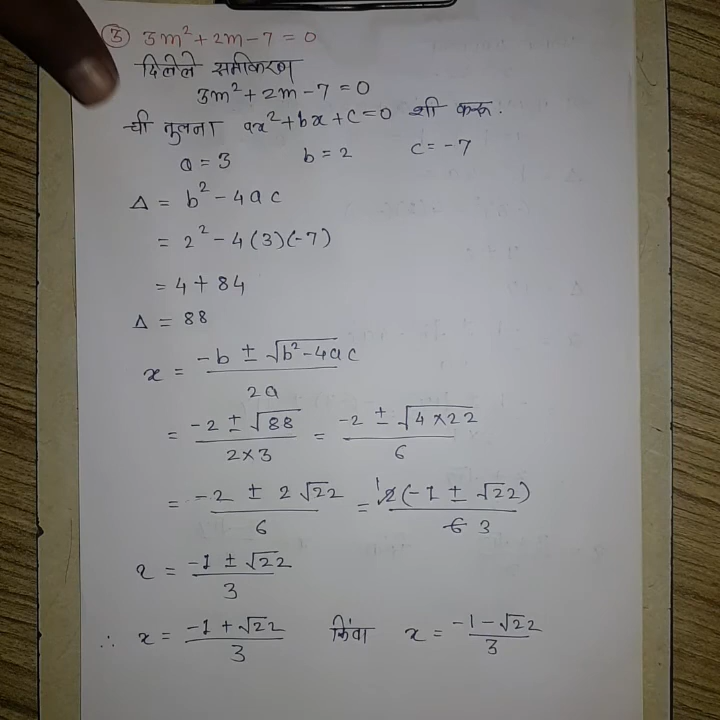 ③ 3m² + 2m - 7 = 0
दिलेले समीकरण
3m² + 2m - 7 = 0
ची तुलना ax² + bx + c = 0 शी करू.
a = 3 b = 2 c = -7
Δ = b² - 4ac
= 2² - 4(3)(-7)
= 4 + 84
Δ = 88
x = (-b ± √(b² - 4ac)) / 2a
= (-2 ± √88) / (2×3) = (-2 ± √(4×22)) / 6
= (-2 ± 2√22) / 6 = 2(-1 ± √22) / 6 1 3
x = (-1 ± √22) / 3
∴ x = (-1 + √22) / 3 किंवा x = (-1 - √22) / 3